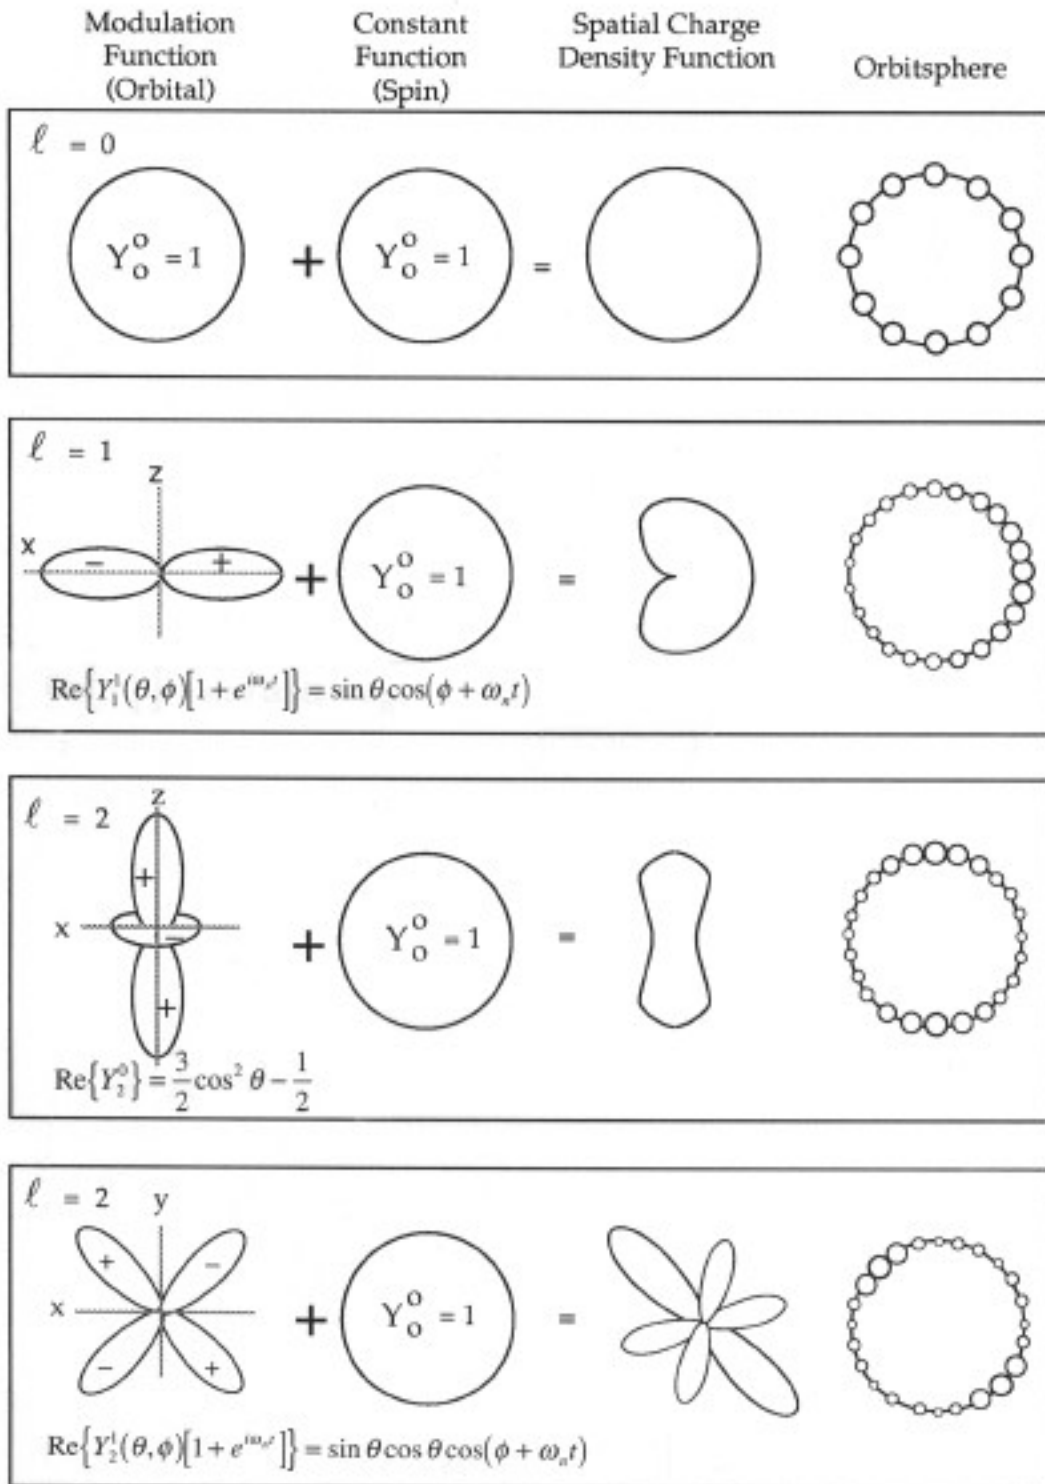 Modulation Function (Orbital)
Constant Function (Spin)
Spatial Charge Density Function
Orbitsphere
ℓ = 0
Y₀⁰ = 1
+
Y₀⁰ = 1
=
ℓ = 1
z
x
−
+
+
Y₀⁰ = 1
=
Re{Y₁¹(θ,ϕ)[1 + e^{iωₙt}]} = sin θ cos(ϕ + ωₙt)
ℓ = 2
z
+
x
−
+
+
Y₀⁰ = 1
=
Re{Y₂⁰} = 3/2 cos² θ − 1/2
ℓ = 2
y
+
−
x
−
+
+
Y₀⁰ = 1
=
Re{Y₂¹(θ,ϕ)[1 + e^{iωₙt}]} = sin θ cos θ cos(ϕ + ωₙt)